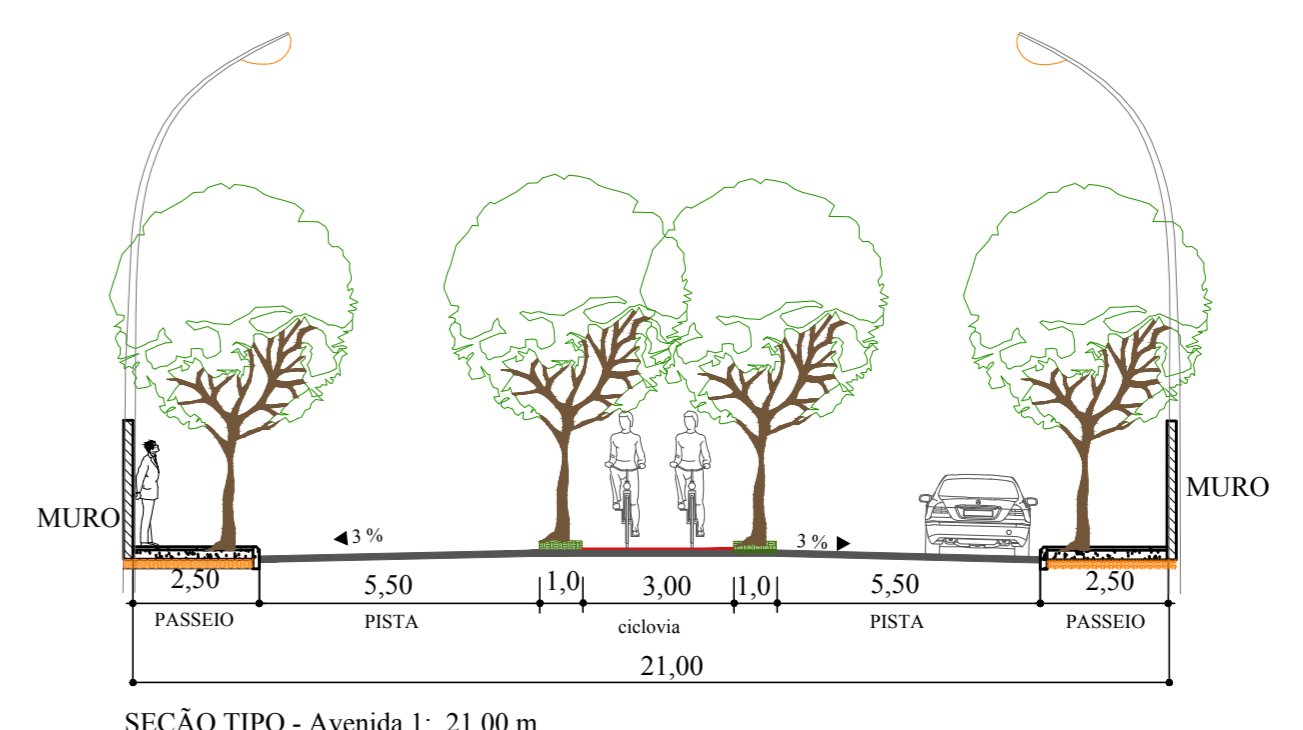 3 %
3 %
MURO
MURO
2,50
5,50
1,0
3,00
1,0
5,50
2,50
PASSEIO
PISTA
ciclovia
PISTA
PASSEIO
21,00
SEÇÃO TIPO - Avenida 1: 21,00 m